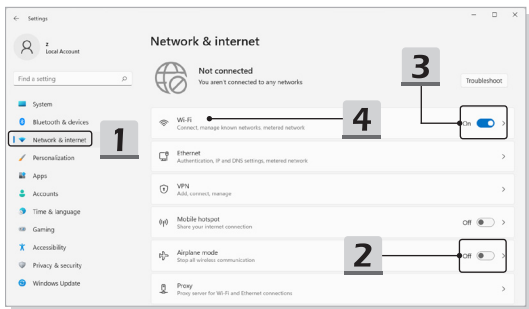 Settings
z
Local Account
Find a setting
System
Bluetooth & devices
Network & internet
Personalization
Apps
Accounts
Time & language
Gaming
Accessibility
Privacy & security
Windows Update
1
Network & internet
Not connected
You aren't connected to any networks
3
Troubleshoot
Wi-Fi
Connect, manage known networks, metered network
4
On
Ethernet
Authentication, IP and DNS settings, metered network
VPN
Add, connect, manage
Mobile hotspot
Share your internet connection
Off
Airplane mode
Stop all wireless communication
2
Off
Proxy
Proxy server for Wi-Fi and Ethernet connections